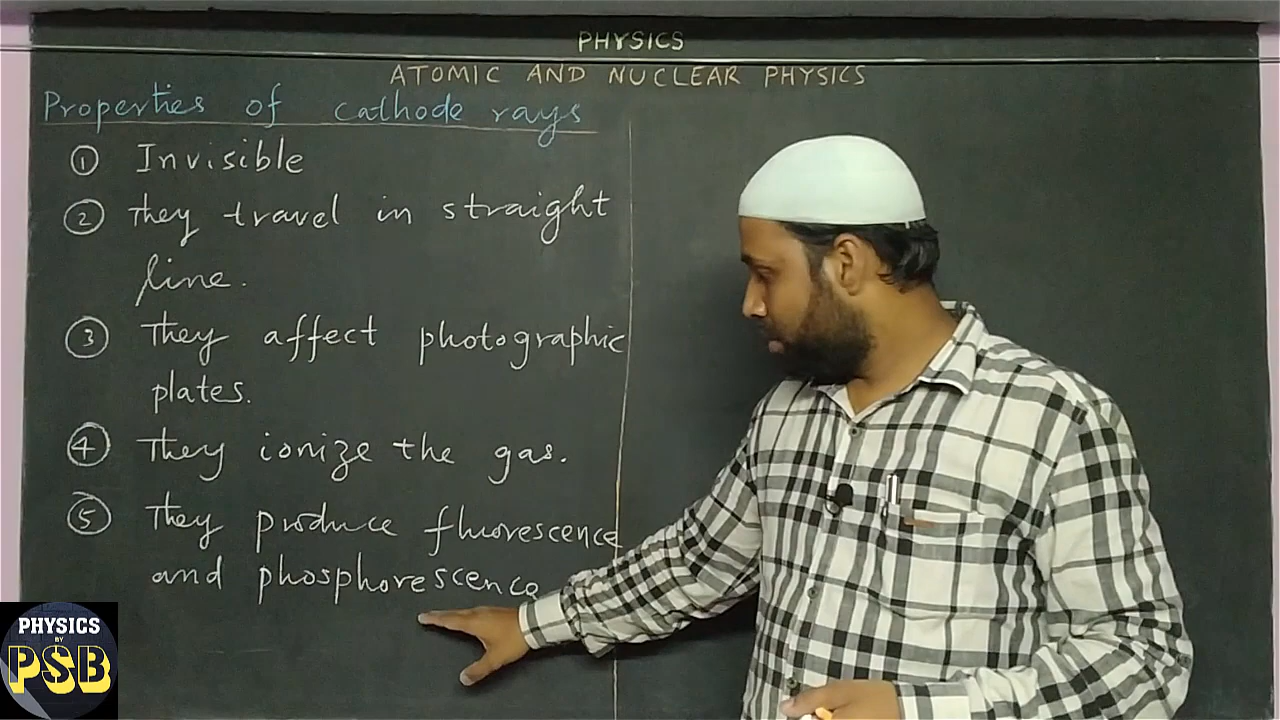 PHYSICS
ATOMIC AND NUCLEAR PHYSICS
Properties of cathode rays
① Invisible
② They travel in straight
line.
③ They affect photographic
plates.
④ They ionize the gas.
⑤ They produce fluorescence
and phosphorescence
PHYSICS
BY
PSB